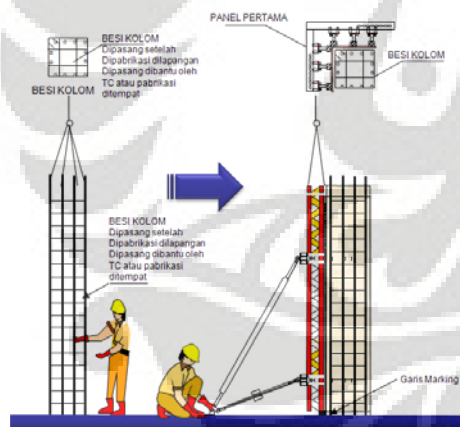 BESI KOLOM
Dipasang setelah
Dipabrikasi dilapangan
Dipasang dibantu oleh
TC atau pabrikasi
ditempat
BESI KOLOM
BESI KOLOM
Dipasang setelah
Dipabrikasi dilapangan
Dipasang dibantu oleh
TC atau pabrikasi
ditempat
PANEL PERTAMA
BESI KOLOM
Garis Marking